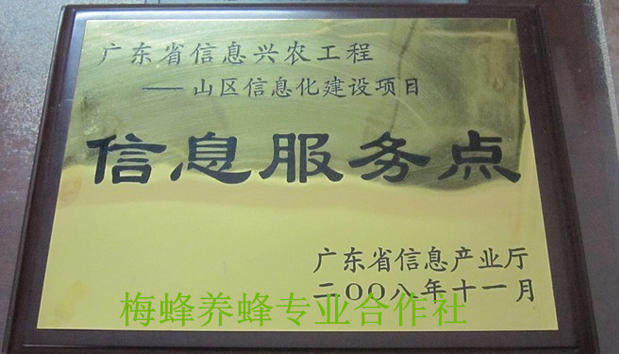 广东省信息兴农工程
——山区信息化建设项目
信息服务点
广东省信息产业厅
二〇〇八年十一月
梅蜂养蜂专业合作社